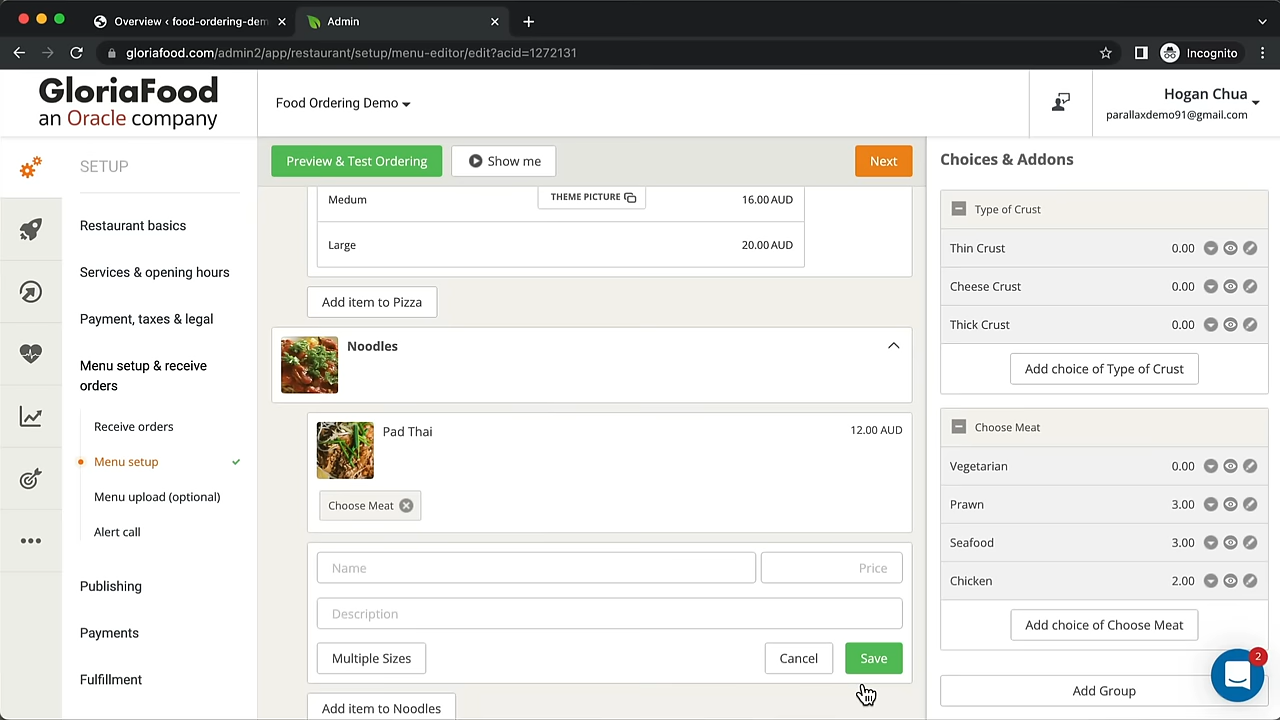 Overview ‹ food-ordering-dem
Admin
gloriafood.com/admin2/app/restaurant/setup/menu-editor/edit?acid=1272131
Incognito
GloriaFood
an Oracle company
Food Ordering Demo
Hogan Chua
parallaxdemo91@gmail.com
SETUP
Restaurant basics
Services & opening hours
Payment, taxes & legal
Menu setup & receive
orders
Receive orders
Menu setup
Menu upload (optional)
Alert call
Publishing
Payments
Fulfillment
Preview & Test Ordering
Show me
Next
Medum
THEME PICTURE
16.00 AUD
Large
20.00 AUD
Add item to Pizza
Noodles
Pad Thai
12.00 AUD
Choose Meat
Name
Price
Description
Multiple Sizes
Cancel
Save
Add item to Noodles
Choices & Addons
Type of Crust
Thin Crust 0.00
Cheese Crust 0.00
Thick Crust 0.00
Add choice of Type of Crust
Choose Meat
Vegetarian 0.00
Prawn 3.00
Seafood 3.00
Chicken 2.00
Add choice of Choose Meat
2
Add Group